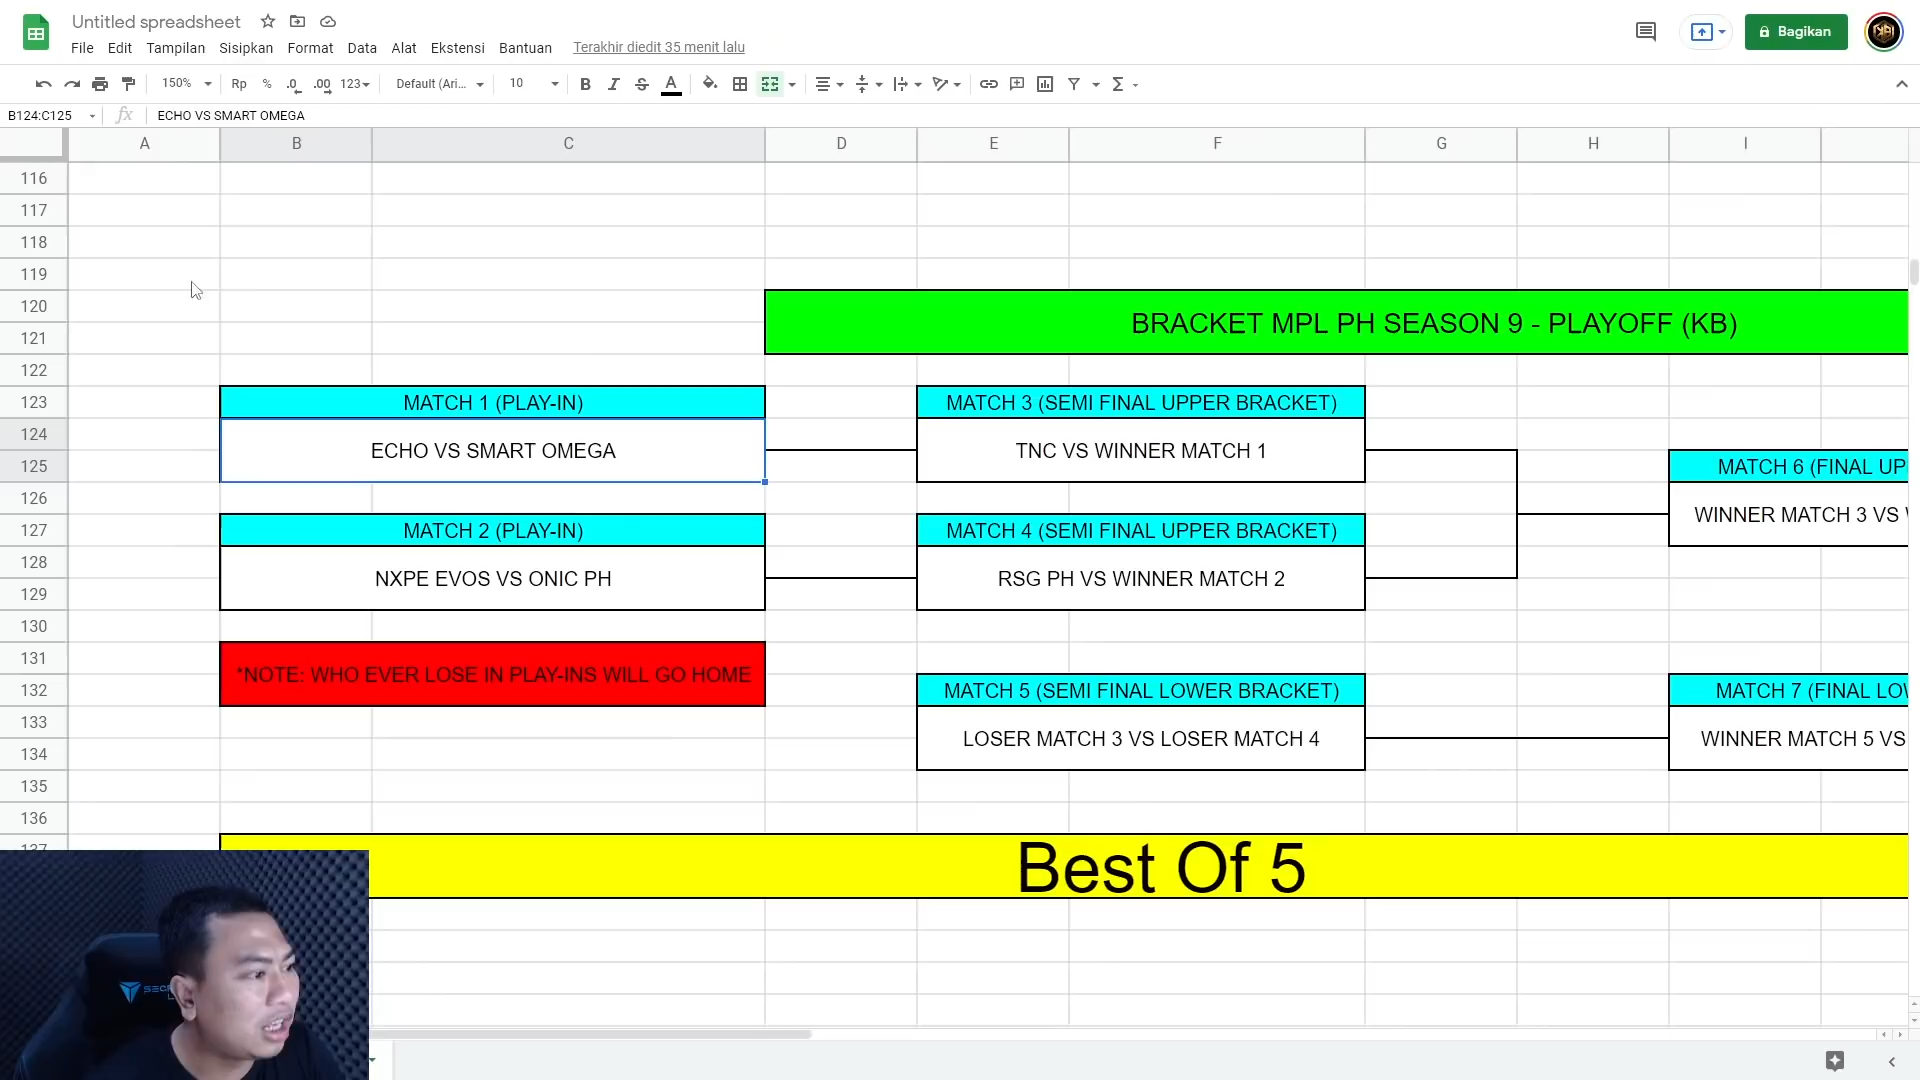 Untitled spreadsheet
File Edit Tampilan Sisipkan Format Data Alat Ekstensi Bantuan Terakhir diedit 35 menit lalu
Bagikan
150% Rp % .0 .00 123 Default (Ari... 10 B I S A
B124:C125 fx ECHO VS SMART OMEGA
A B C D E F G H I
116
117
118
119
120
121
BRACKET MPL PH SEASON 9 - PLAYOFF (KB)
122
123
MATCH 1 (PLAY-IN) MATCH 3 (SEMI FINAL UPPER BRACKET)
124
ECHO VS SMART OMEGA TNC VS WINNER MATCH 1
125
MATCH 6 (FINAL UP
126
WINNER MATCH 3 VS
127
MATCH 2 (PLAY-IN) MATCH 4 (SEMI FINAL UPPER BRACKET)
128
NXPE EVOS VS ONIC PH RSG PH VS WINNER MATCH 2
129
130
131
*NOTE: WHO EVER LOSE IN PLAY-INS WILL GO HOME
132
MATCH 5 (SEMI FINAL LOWER BRACKET) MATCH 7 (FINAL LO
133
LOSER MATCH 3 VS LOSER MATCH 4 WINNER MATCH 5 VS
134
135
136
Best Of 5